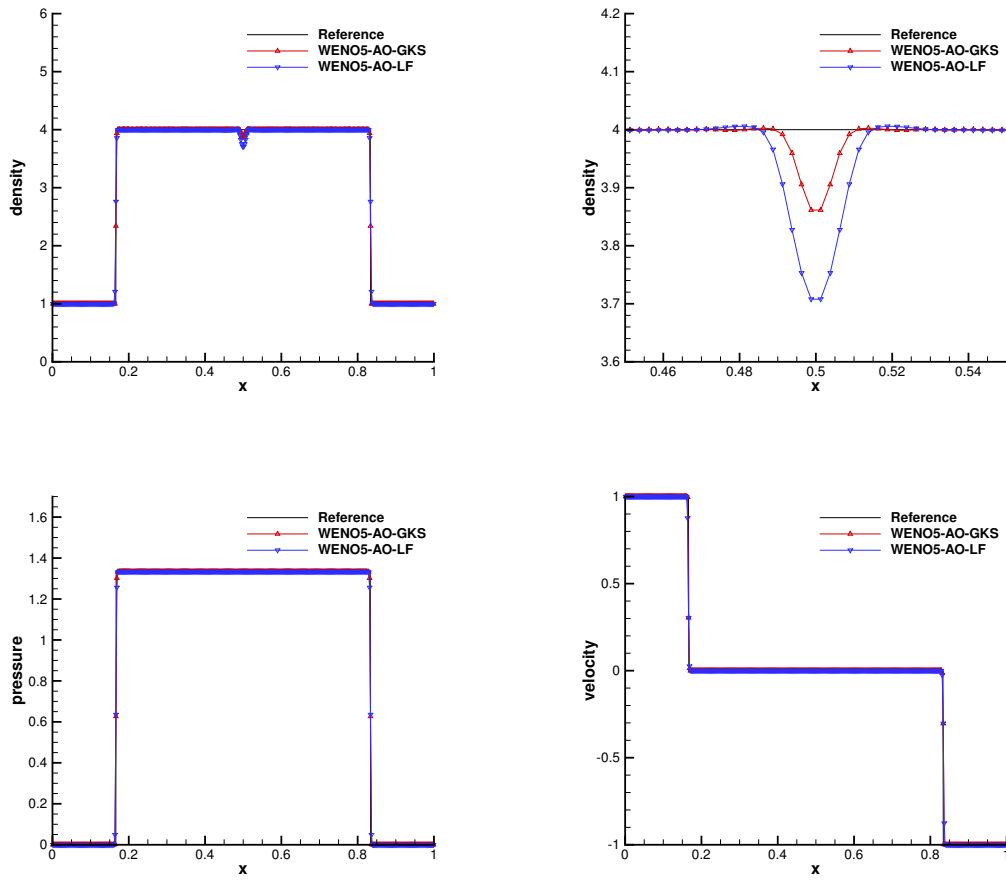 6
5
4
3
2
1
0
density
0
0.2
0.4
0.6
0.8
1
x
Reference
WENO5-AO-GKS
WENO5-AO-LF
4.2
4.1
4
3.9
3.8
3.7
3.6
density
0.46
0.48
0.5
0.52
0.54
x
Reference
WENO5-AO-GKS
WENO5-AO-LF
1.6
1.4
1.2
1
0.8
0.6
0.4
0.2
0
pressure
0
0.2
0.4
0.6
0.8
1
x
Reference
WENO5-AO-GKS
WENO5-AO-LF
1
0.5
0
-0.5
-1
velocity
0
0.2
0.4
0.6
0.8
1
x
Reference
WENO5-AO-GKS
WENO5-AO-LF